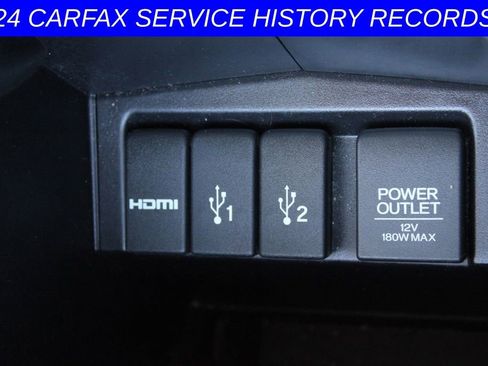 24 CARFAX SERVICE HISTORY RECORDS
HDMI
1
2
POWER
OUTLET
12V
180W MAX